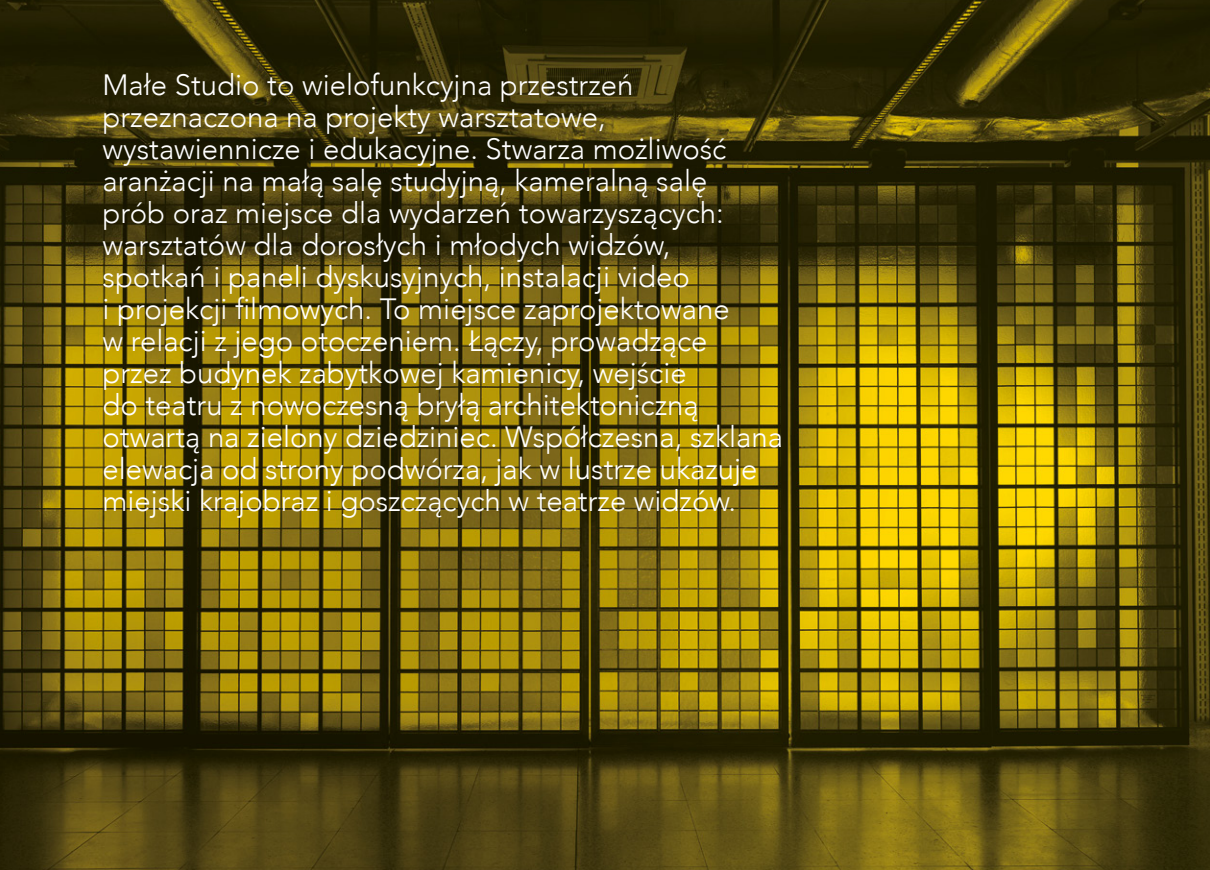 Małe Studio to wielofunkcyjna przestrzeń
przeznaczona na projekty warsztatowe,
wystawiennicze i edukacyjne. Stwarza możliwość
aranżacji na małą salę studyjną, kameralną salę
prób oraz miejsce dla wydarzeń towarzyszących:
warsztatów dla dorosłych i młodych widzów,
spotkań i paneli dyskusyjnych, instalacji video
i projekcji filmowych. To miejsce zaprojektowane
w relacji z jego otoczeniem. Łączy, prowadzące
przez budynek zabytkowej kamienicy, wejście
do teatru z nowoczesną bryłą architektoniczną
otwartą na zielony dziedziniec. Współczesna, szklana
elewacja od strony podwórza, jak w lustrze ukazuje
miejski krajobraz i goszczących w teatrze widzów.